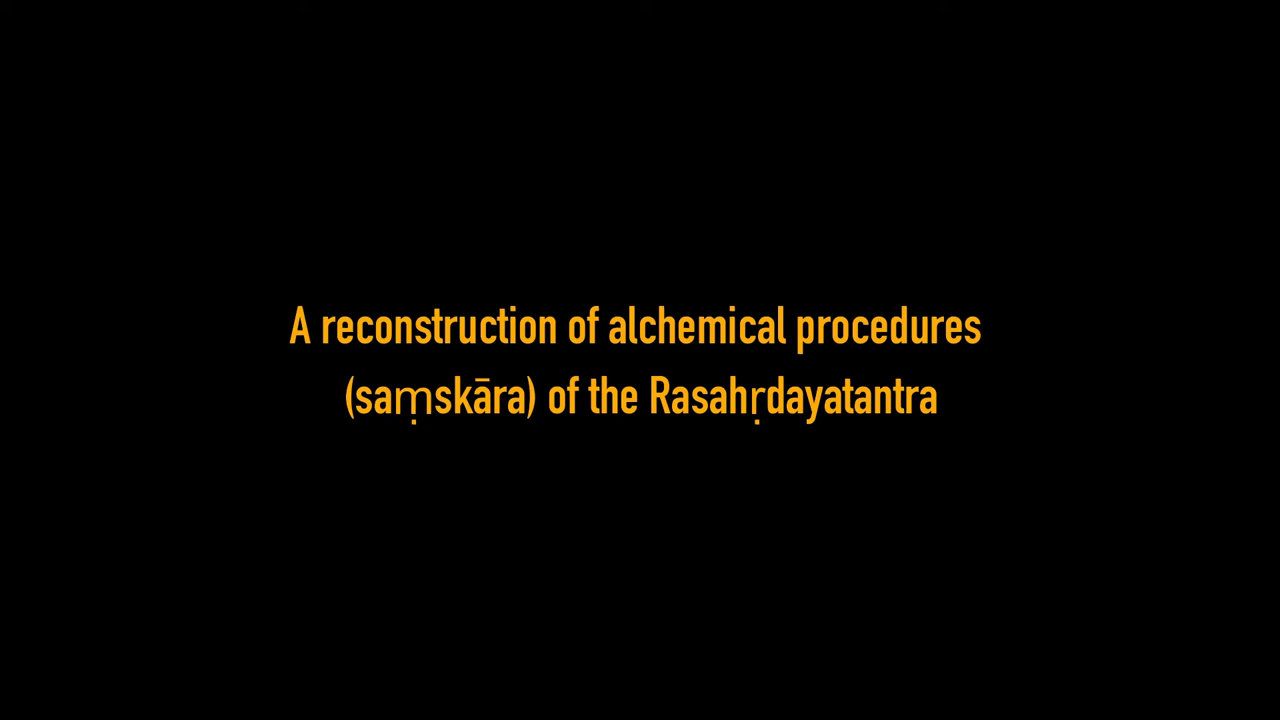 A reconstruction of alchemical procedures
(saṃskāra) of the Rasahṛdayatantra